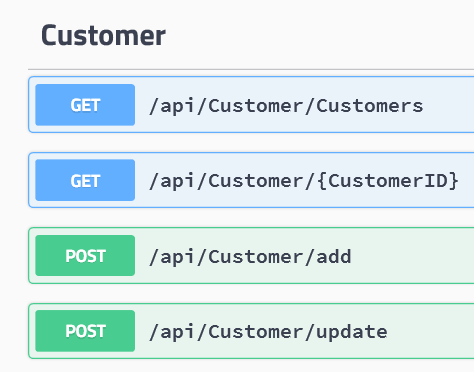 Customer
GET /api/Customer/Customers
GET /api/Customer/{CustomerID}
POST /api/Customer/add
POST /api/Customer/update